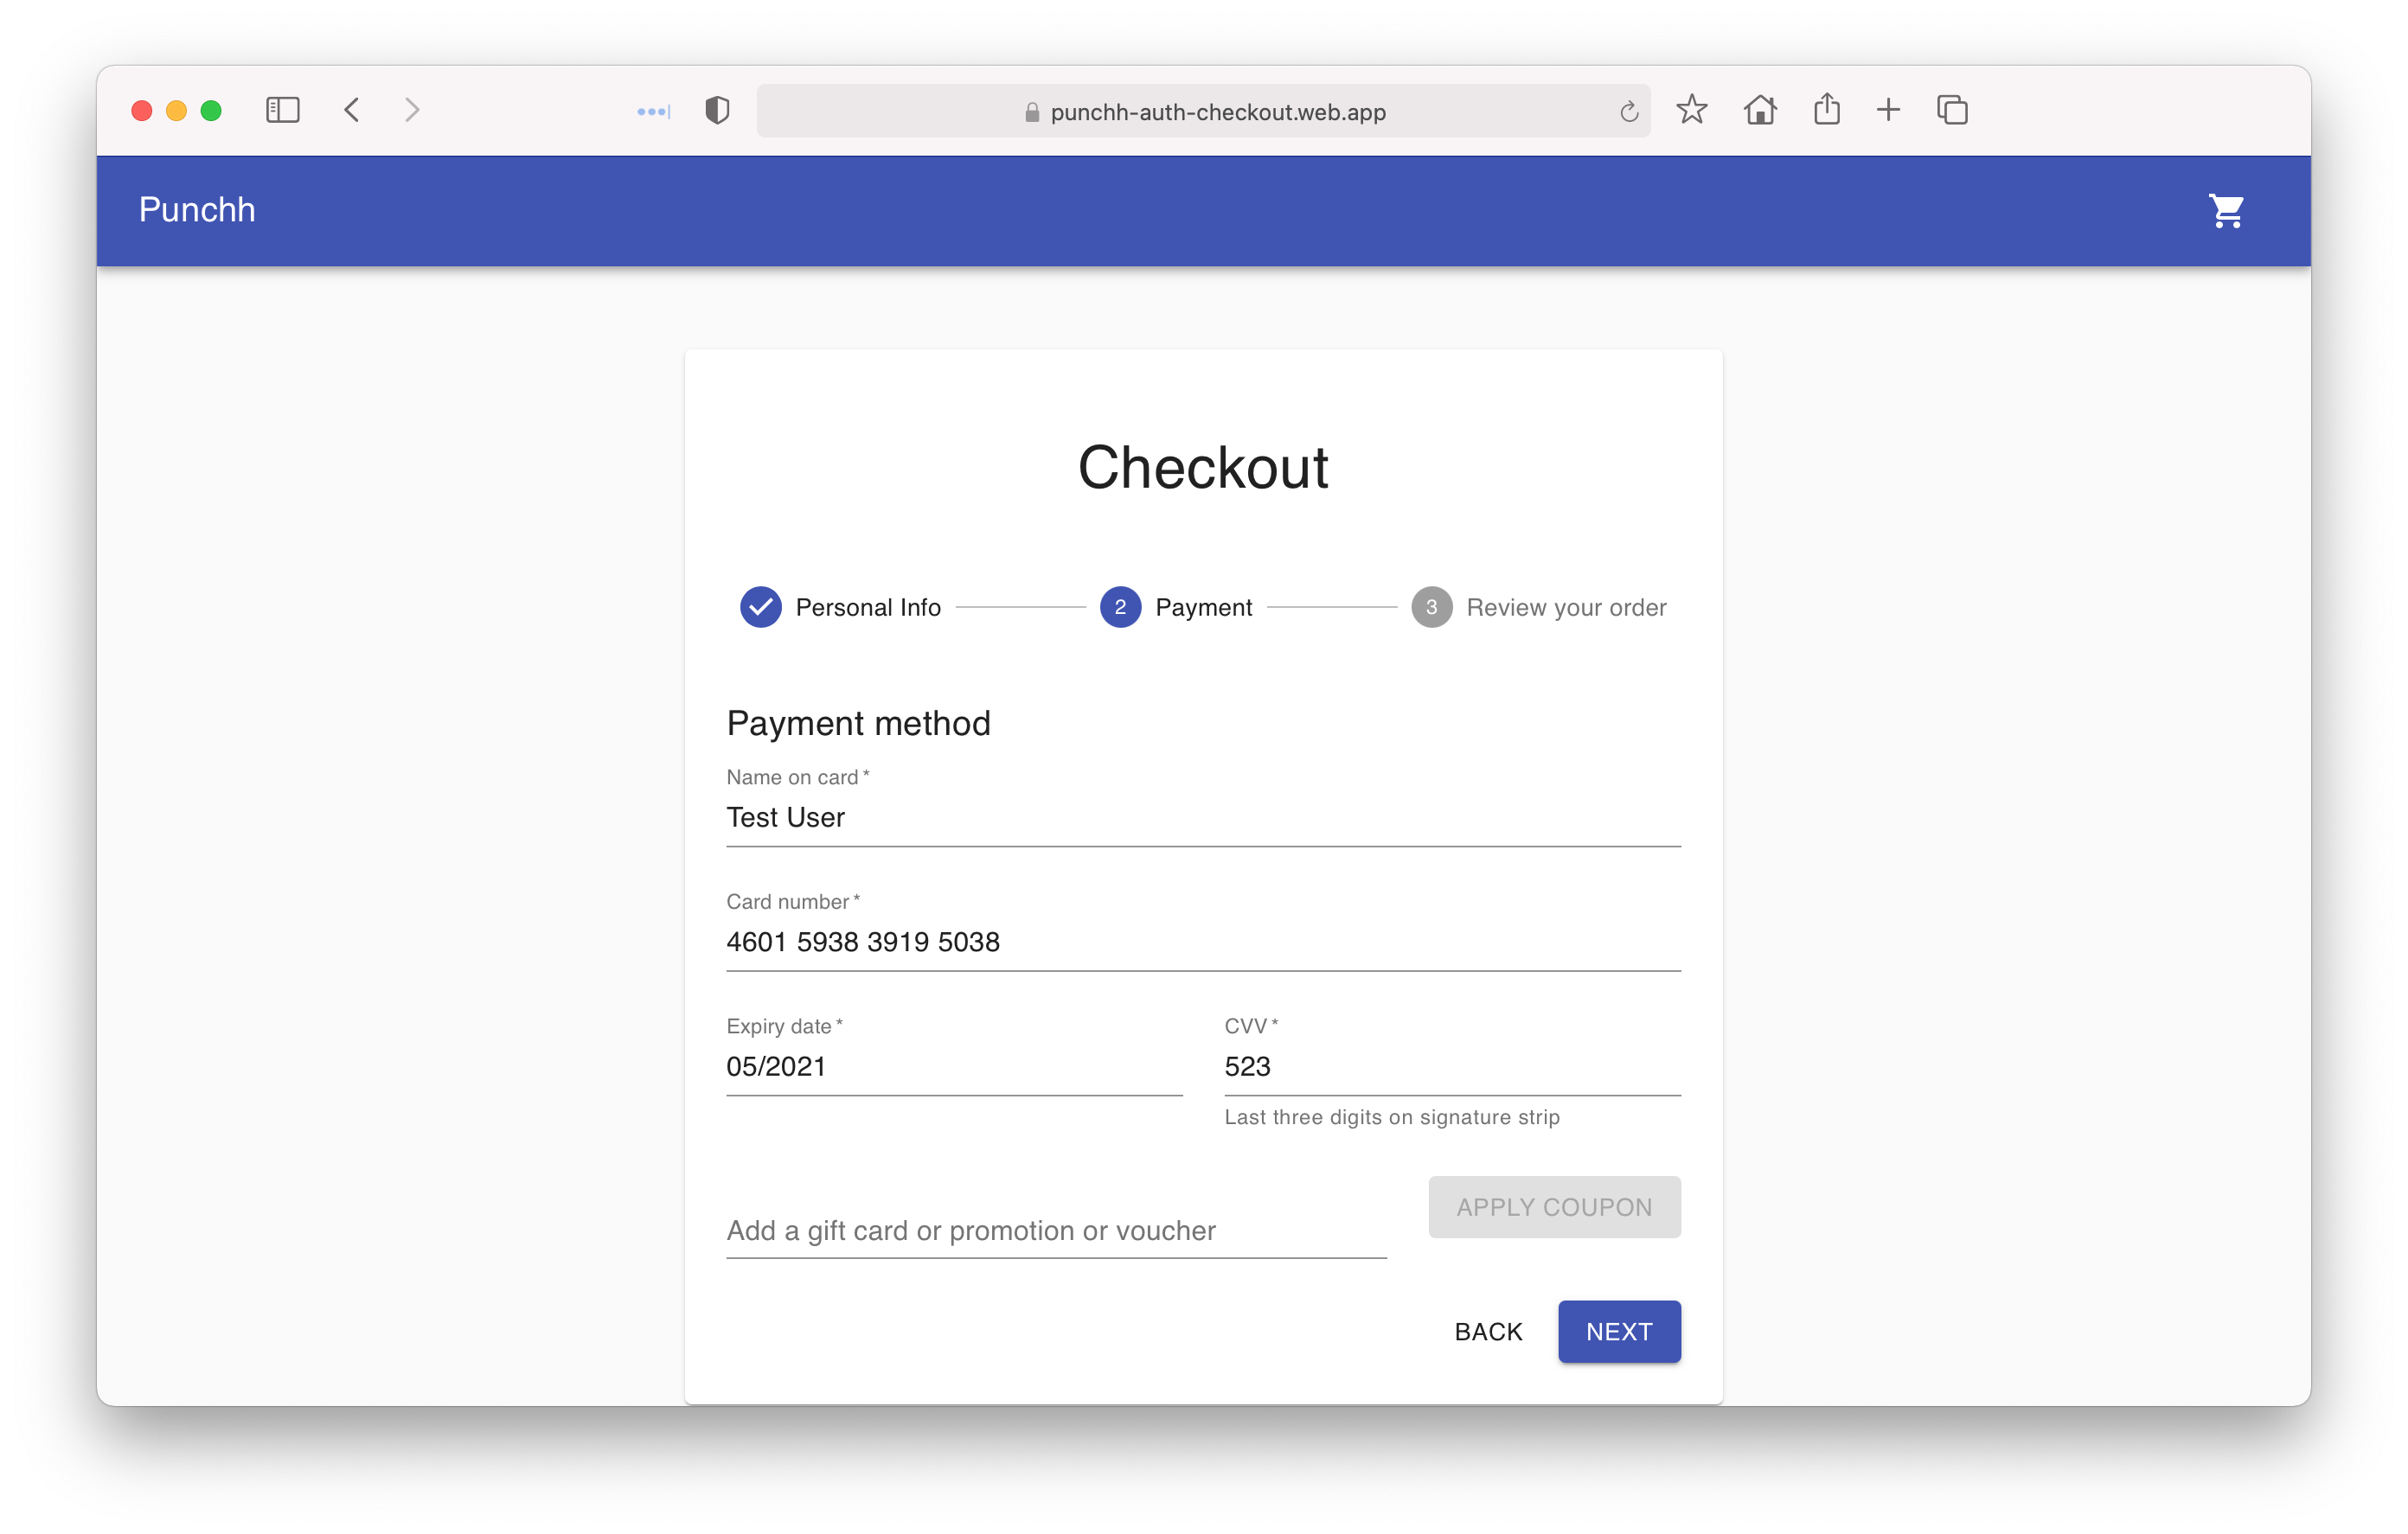 punchh-auth-checkout.web.app
Punchh
Checkout
Personal Info 2 Payment 3 Review your order
Payment method
Name on card *
Test User
Card number *
4601 5938 3919 5038
Expiry date * CVV *
05/2021 523
Last three digits on signature strip
APPLY COUPON
Add a gift card or promotion or voucher
BACK NEXT